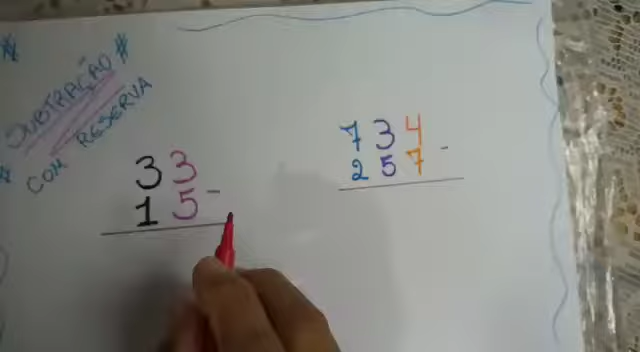 # SUBTRAÇÃO #
# COM RESERVA
33
15 -
734
257 -